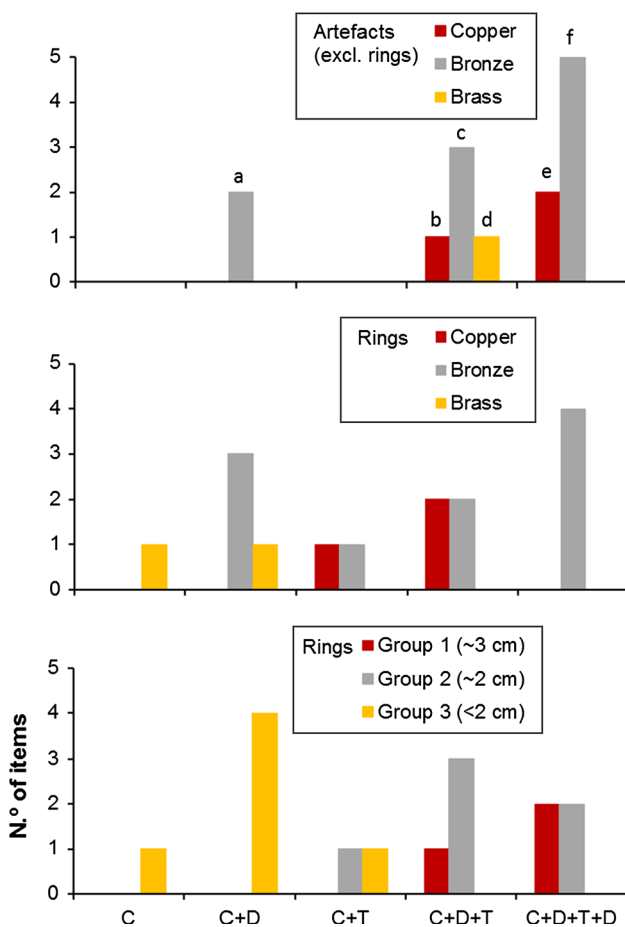 Artefacts
(excl. rings)
Copper
Bronze
Brass
5
4
3
2
1
0
a
b
c
d
e
f
Rings
Copper
Bronze
Brass
5
4
3
2
1
0
Rings
Group 1 (~3 cm)
Group 2 (~2 cm)
Group 3 (<2 cm)
N.º of items
5
4
3
2
1
0
C
C+D
C+T
C+D+T
C+D+T+D